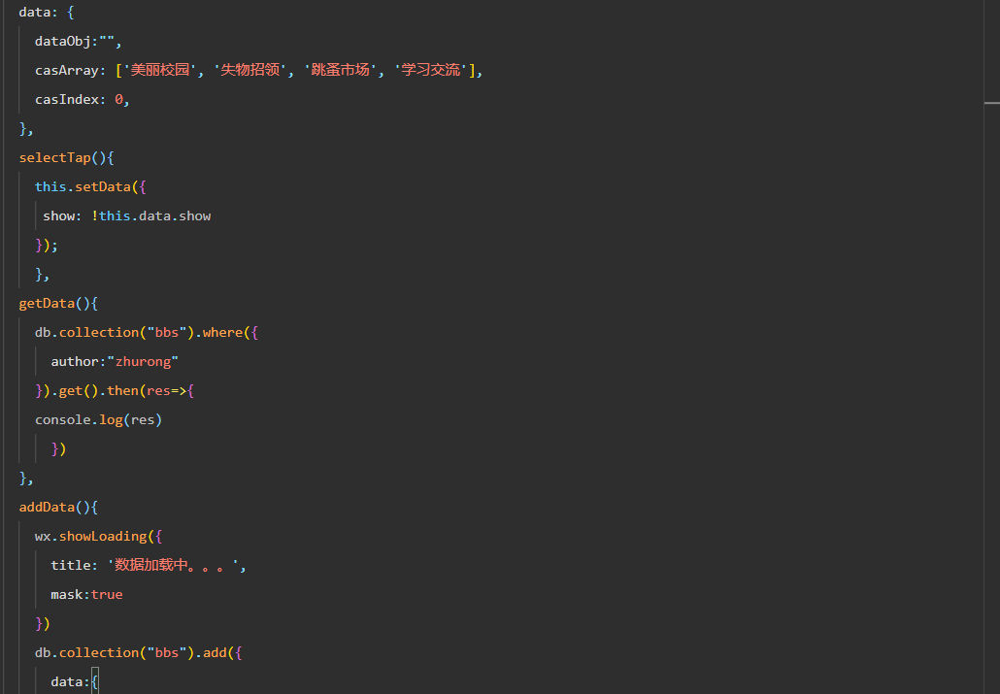 data: {
dataObj:"",
casArray: ['美丽校园', '失物招领', '跳蚤市场', '学习交流'],
casIndex: 0,
},
selectTap(){
this.setData({
show: !this.data.show
});
},
getData(){
db.collection("bbs").where({
author:"zhurong"
}).get().then(res=>{
console.log(res)
})
},
addData(){
wx.showLoading({
title: '数据加载中。。。',
mask:true
})
db.collection("bbs").add({
data:{